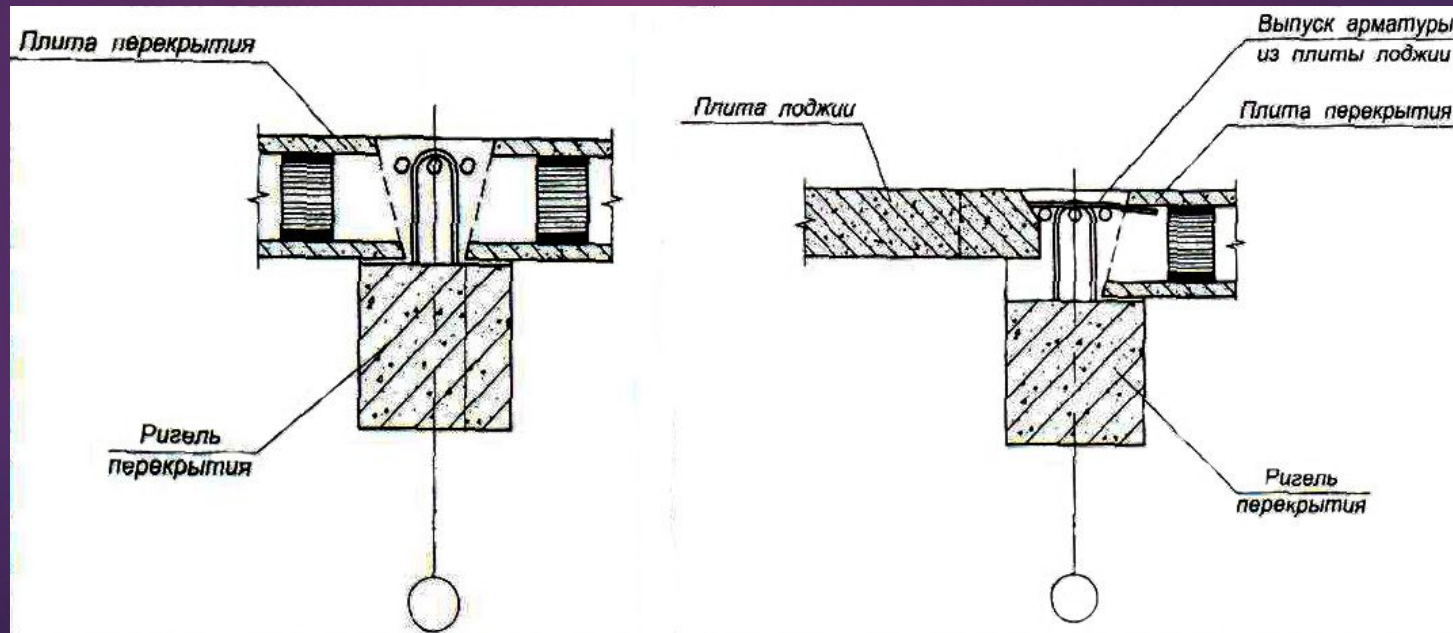 Плита перекрытия
Ригель
перекрытия
Выпуск арматуры
из плиты лоджии
Плита лоджии
Плита перекрытия
Ригель
перекрытия